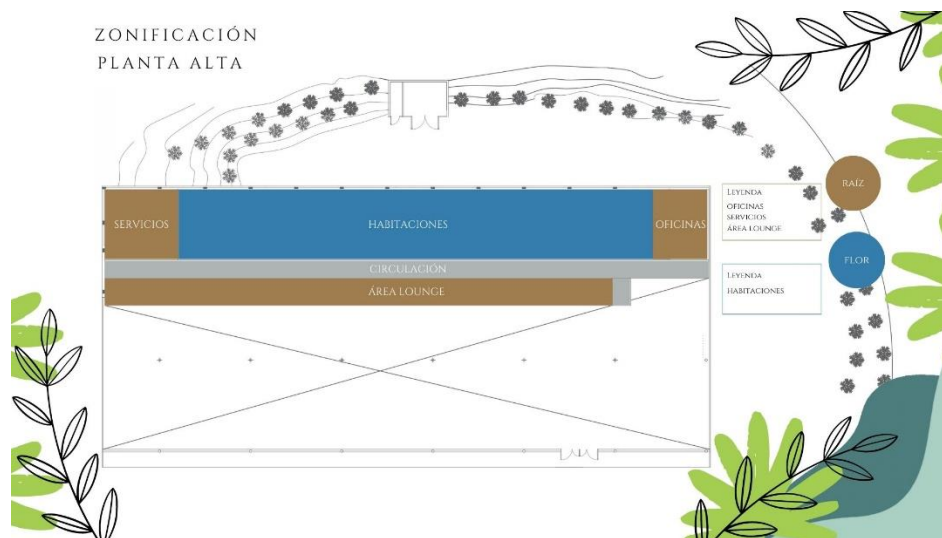 ZONIFICACIÓN
PLANTA ALTA
SERVICIOS
HABITACIONES
OFICINAS
CIRCULACIÓN
ÁREA LOUNGE
LEYENDA
OFICINAS
SERVICIOS
ÁREA LOUNGE
RAÍZ
LEYENDA
HABITACIONES
FLOR